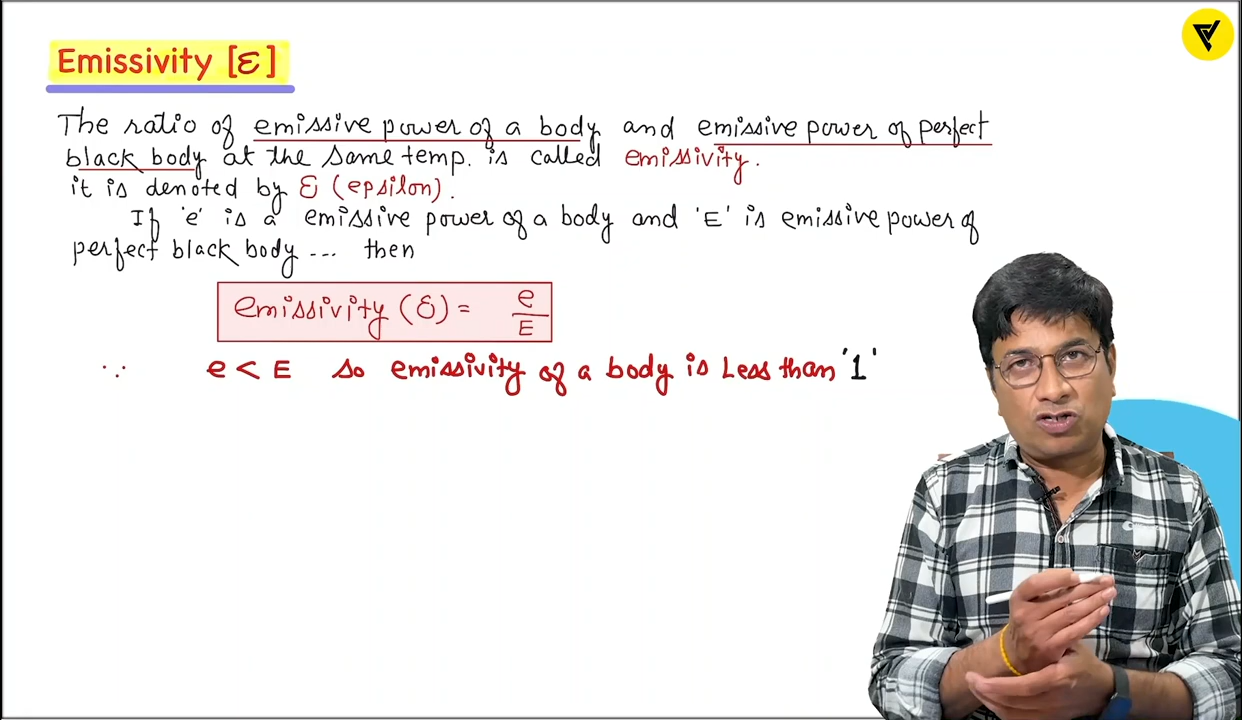 Emissivity [ε]
The ratio of emissive power of a body and emissive power of perfect
black body at the same temp. is called emissivity.
it is denoted by ε (epsilon).
If 'e' is a emissive power of a body and 'E' is emissive power of
perfect black body ... then
emissivity (ε) = e/E
∵ e < E so emissivity of a body is Less than '1'